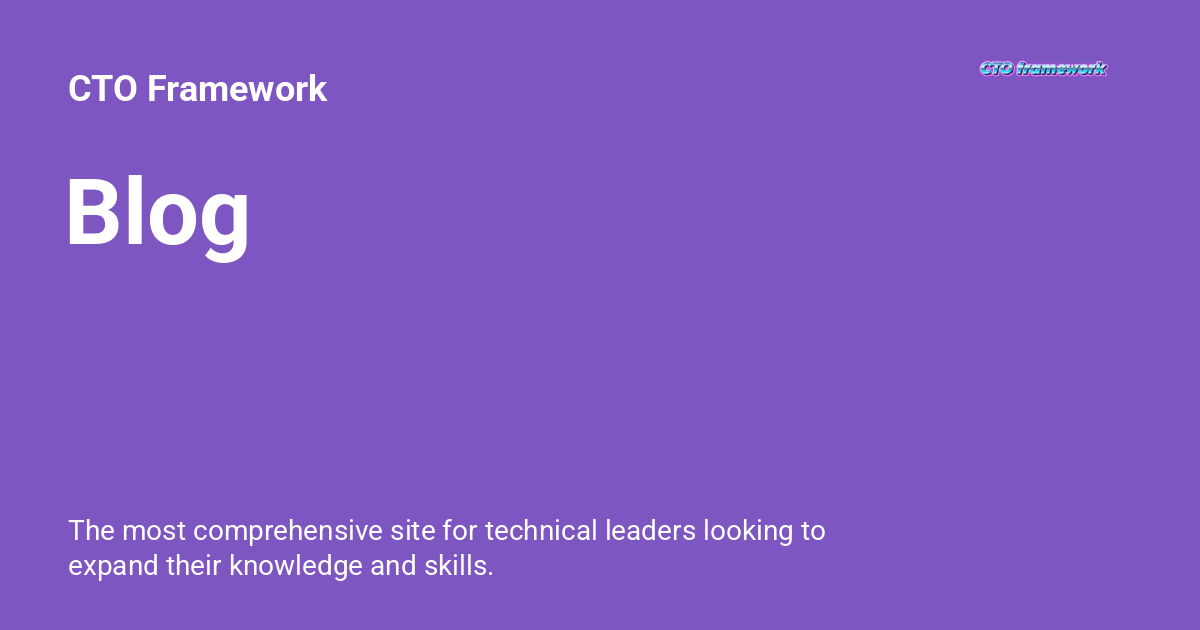 CTO Framework
CTO framework
Blog
The most comprehensive site for technical leaders looking to
expand their knowledge and skills.